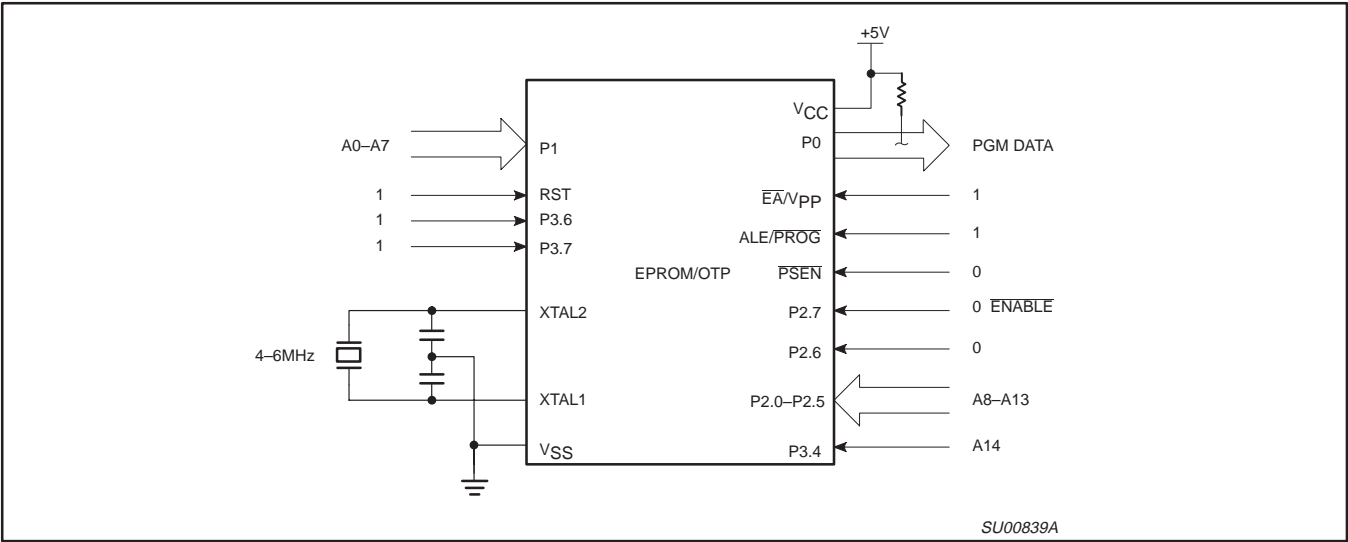 +5V
VCC
A0–A7
P1
P0
PGM DATA
1
RST
EA/VPP
1
1
P3.6
1
P3.7
ALE/PROG
1
EPROM/OTP
PSEN
0
XTAL2
P2.7
0 ENABLE
4–6MHz
P2.6
0
XTAL1
P2.0–P2.5
A8–A13
VSS
P3.4
A14
SU00839A